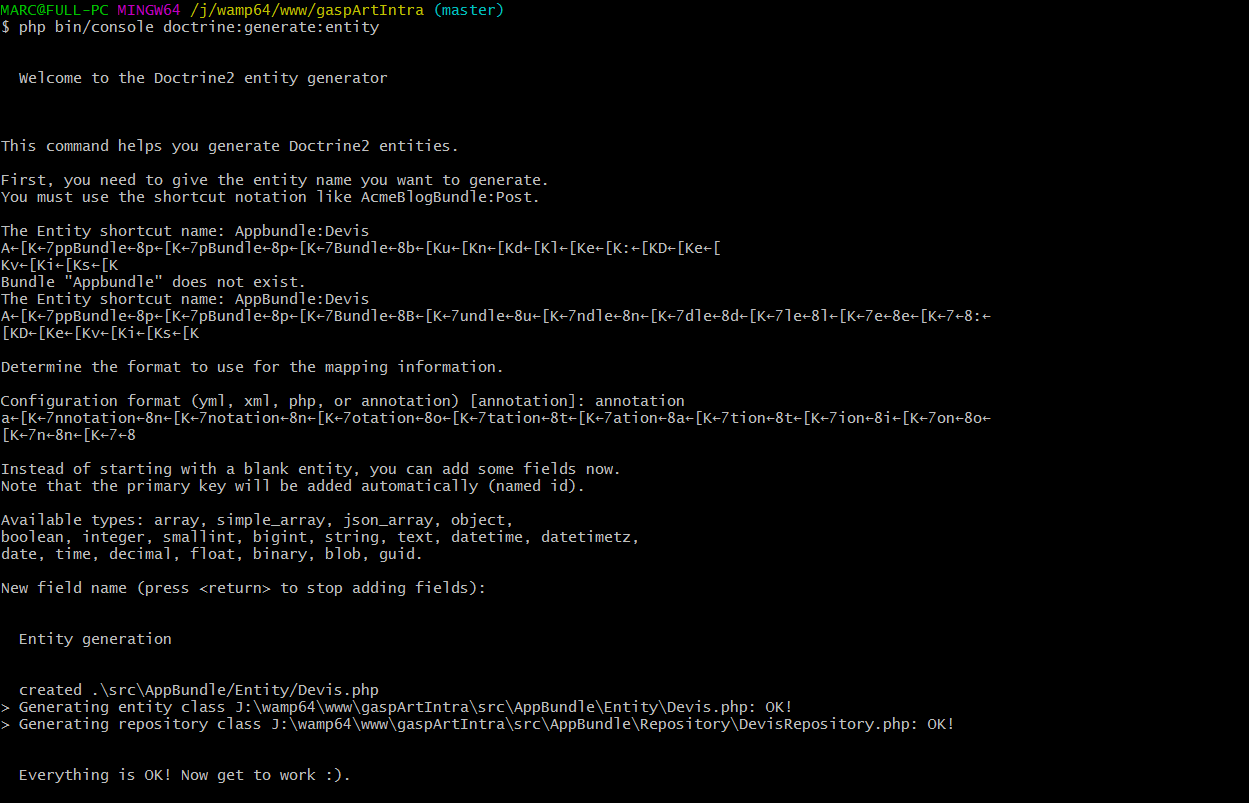 MARC@FULL-PC MINGW64 /j/wamp64/www/gaspArtIntra (master)
$ php bin/console doctrine:generate:entity
Welcome to the Doctrine2 entity generator
This command helps you generate Doctrine2 entities.
First, you need to give the entity name you want to generate.
You must use the shortcut notation like AcmeBlogBundle:Post.
The Entity shortcut name: Appbundle:Devis
A←[K←7ppBundle←8p←[K←7pBundle←8p←[K←7Bundle←8b←[Ku←[Kn←[Kd←[Kl←[Ke←[K:←[KD←[Ke←[
Kv←[Ki←[Ks←[K
Bundle "Appbundle" does not exist.
The Entity shortcut name: AppBundle:Devis
A←[K←7ppBundle←8p←[K←7pBundle←8p←[K←7Bundle←8B←[K←7undle←8u←[K←7ndle←8n←[K←7dle←8d←[K←7le←8l←[K←7e←8e←[K←7←8:←
[KD←[Ke←[Kv←[Ki←[Ks←[K
Determine the format to use for the mapping information.
Configuration format (yml, xml, php, or annotation) [annotation]: annotation
a←[K←7nnotation←8n←[K←7notation←8n←[K←7otation←8o←[K←7tation←8t←[K←7ation←8a←[K←7tion←8t←[K←7ion←8i←[K←7on←8o←
[K←7n←8n←[K←7←8
Instead of starting with a blank entity, you can add some fields now.
Note that the primary key will be added automatically (named id).
Available types: array, simple_array, json_array, object,
boolean, integer, smallint, bigint, string, text, datetime, datetimetz,
date, time, decimal, float, binary, blob, guid.
New field name (press <return> to stop adding fields):
Entity generation
created .\src\AppBundle/Entity/Devis.php
> Generating entity class J:\wamp64\www\gaspArtIntra\src\AppBundle\Entity\Devis.php: OK!
> Generating repository class J:\wamp64\www\gaspArtIntra\src\AppBundle\Repository\DevisRepository.php: OK!
Everything is OK! Now get to work :).